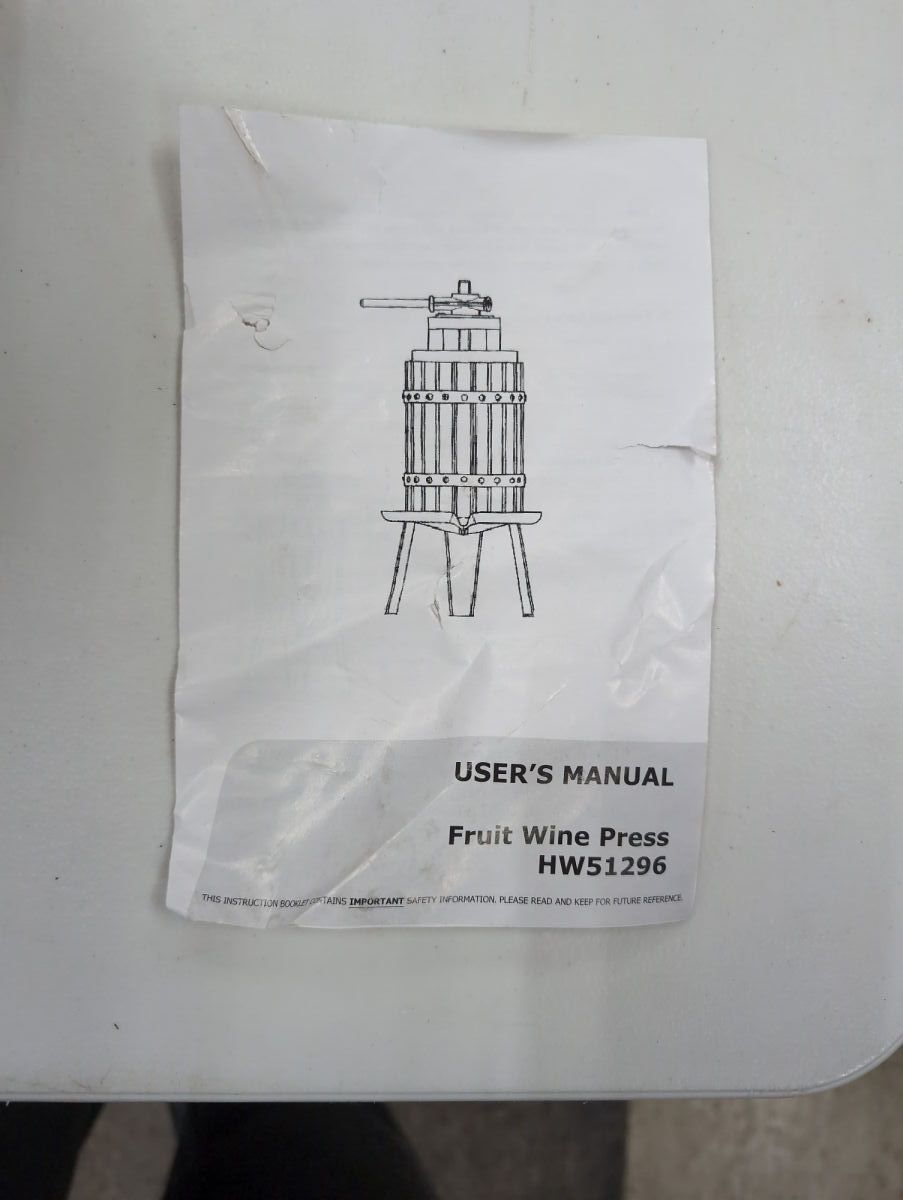 USER'S MANUAL
Fruit Wine Press
HW51296
THIS INSTRUCTION BOOKLET CONTAINS IMPORTANT SAFETY INFORMATION. PLEASE READ AND KEEP FOR FUTURE REFERENCE.